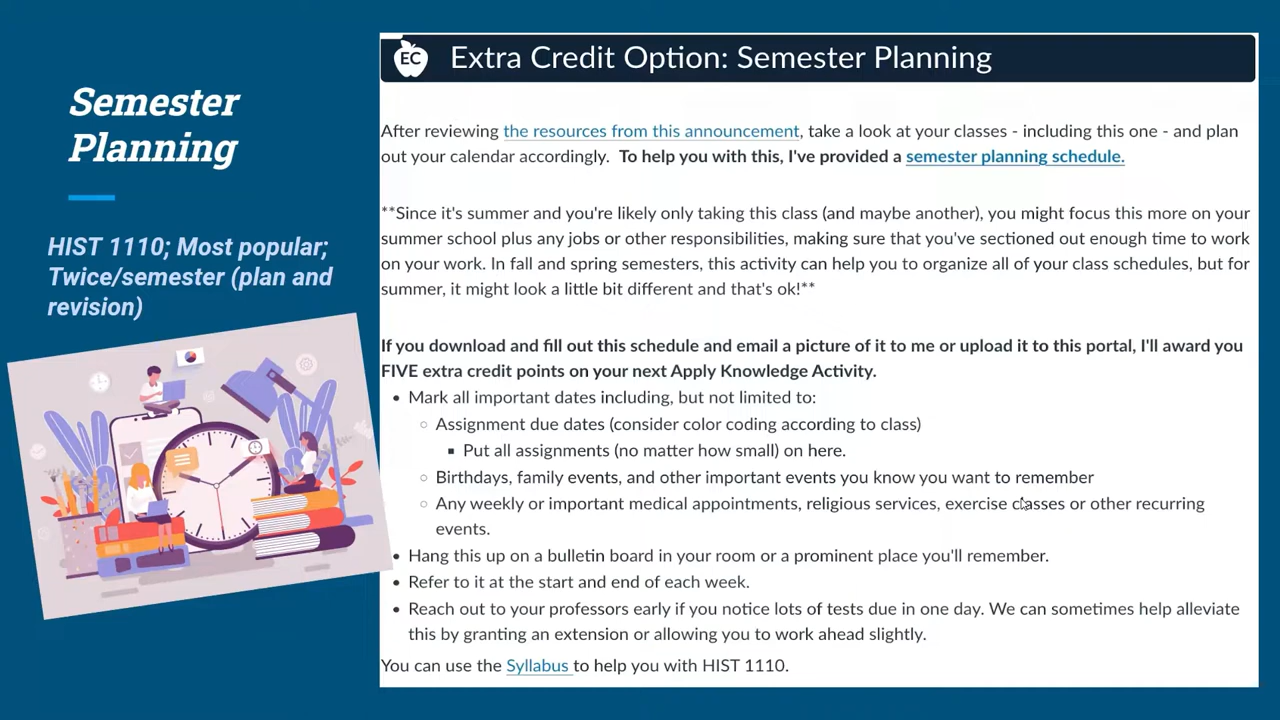 Semester
Planning
HIST 1110; Most popular;
Twice/semester (plan and
revision)
EC
Extra Credit Option: Semester Planning
After reviewing the resources from this announcement, take a look at your classes - including this one - and plan
out your calendar accordingly. To help you with this, I've provided a semester planning schedule.
**Since it's summer and you're likely only taking this class (and maybe another), you might focus this more on your
summer school plus any jobs or other responsibilities, making sure that you've sectioned out enough time to work
on your work. In fall and spring semesters, this activity can help you to organize all of your class schedules, but for
summer, it might look a little bit different and that's ok!**
If you download and fill out this schedule and email a picture of it to me or upload it to this portal, I'll award you
FIVE extra credit points on your next Apply Knowledge Activity.
• Mark all important dates including, but not limited to:
○ Assignment due dates (consider color coding according to class)
▪ Put all assignments (no matter how small) on here.
○ Birthdays, family events, and other important events you know you want to remember
○ Any weekly or important medical appointments, religious services, exercise classes or other recurring
events.
• Hang this up on a bulletin board in your room or a prominent place you'll remember.
• Refer to it at the start and end of each week.
• Reach out to your professors early if you notice lots of tests due in one day. We can sometimes help alleviate
this by granting an extension or allowing you to work ahead slightly.
You can use the Syllabus to help you with HIST 1110.